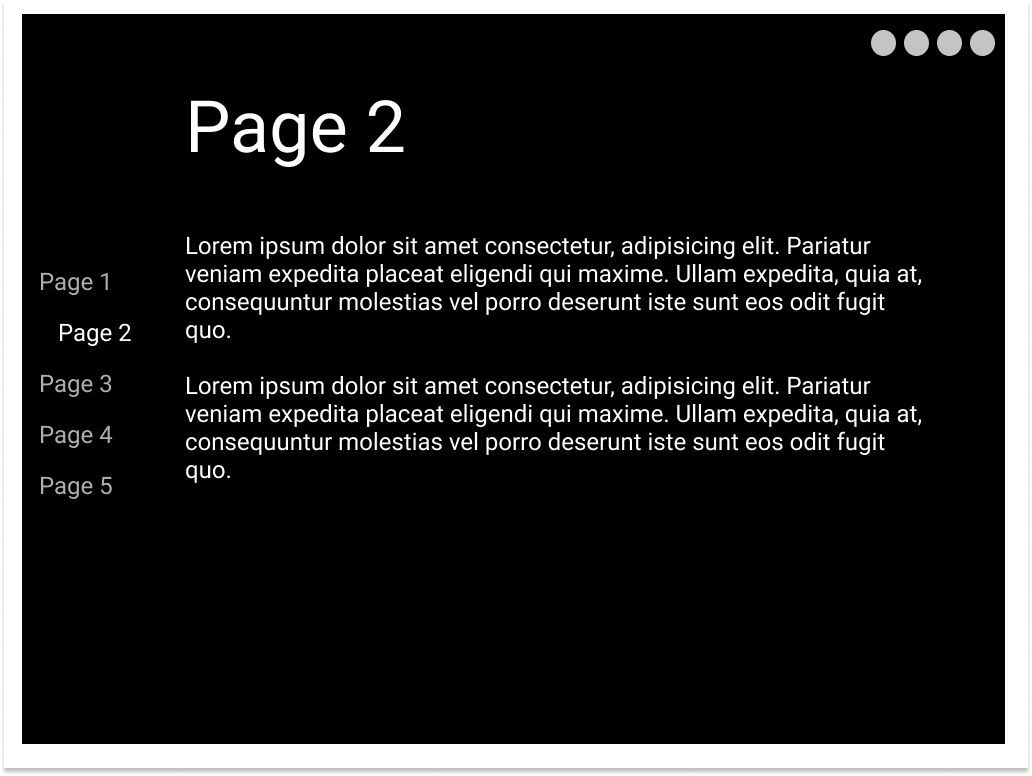 Page 2
Page 1
Page 2
Page 3
Page 4
Page 5
Lorem ipsum dolor sit amet consectetur, adipisicing elit. Pariatur
veniam expedita placeat eligendi qui maxime. Ullam expedita, quia at,
consequuntur molestias vel porro deserunt iste sunt eos odit fugit
quo.
Lorem ipsum dolor sit amet consectetur, adipisicing elit. Pariatur
veniam expedita placeat eligendi qui maxime. Ullam expedita, quia at,
consequuntur molestias vel porro deserunt iste sunt eos odit fugit
quo.